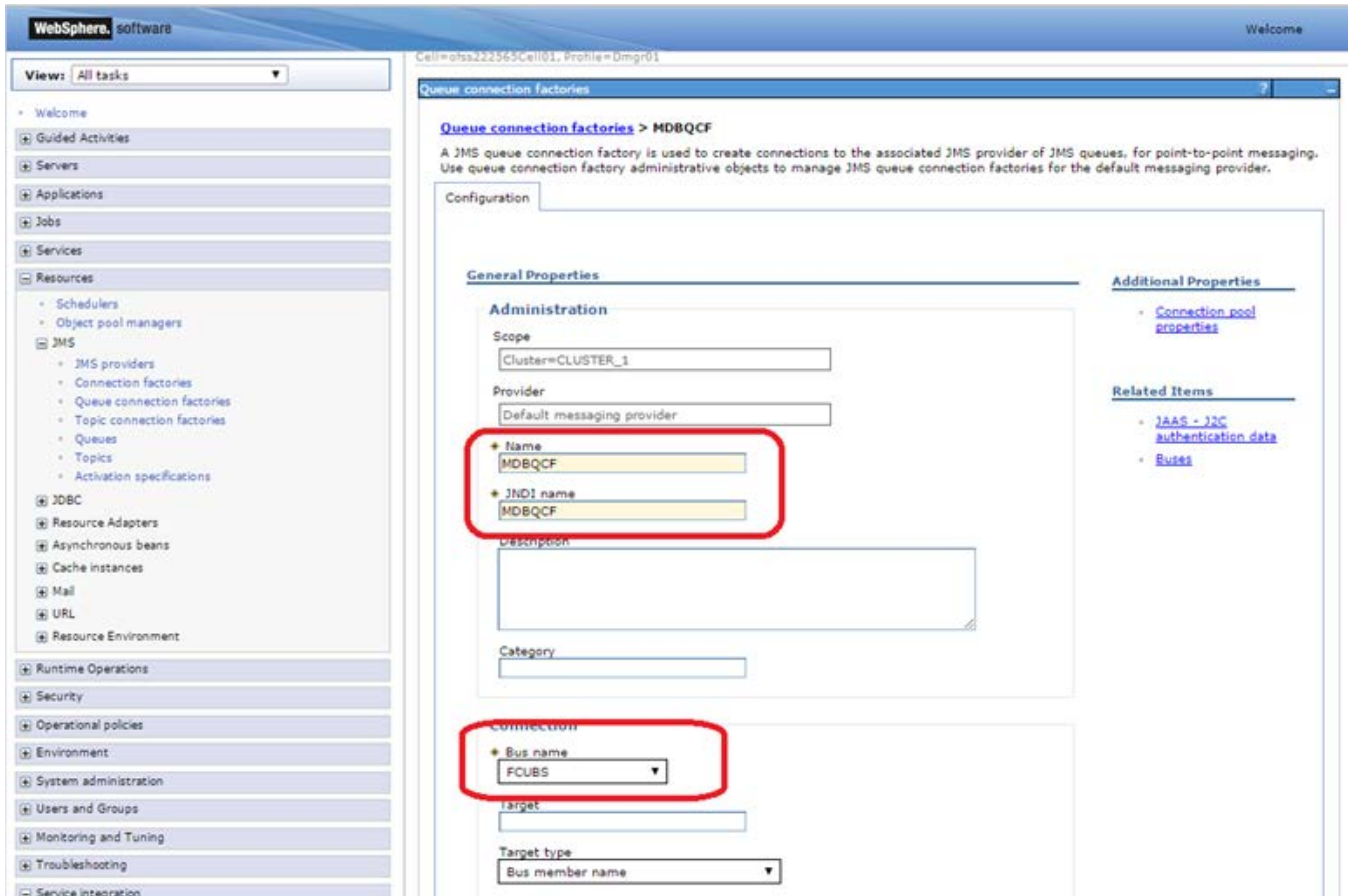 WebSphere. software
Welcome
View: All tasks
Welcome
Guided Activities
Servers
Applications
Jobs
Services
Resources
Schedulers
Object pool managers
JMS
JMS providers
Connection factories
Queue connection factories
Topic connection factories
Queues
Topics
Activation specifications
JDBC
Resource Adapters
Asynchronous beans
Cache instances
Mail
URL
Resource Environment
Runtime Operations
Security
Operational policies
Environment
System administration
Users and Groups
Monitoring and Tuning
Troubleshooting
Service integration
Cell=ofss222565Cell01, Profile=Dmgr01
Queue connection factories ? -
Queue connection factories > MDBQCF
A JMS queue connection factory is used to create connections to the associated JMS provider of JMS queues, for point-to-point messaging.
Use queue connection factory administrative objects to manage JMS queue connection factories for the default messaging provider.
Configuration
General Properties
Administration
Scope
Cluster=CLUSTER_1
Provider
Default messaging provider
Name
MDBQCF
JNDI name
MDBQCF
Description
Category
Connection
Bus name
FCUBS
Target
Target type
Bus member name
Additional Properties
Connection pool
properties
Related Items
JAAS - J2C
authentication data
Buses